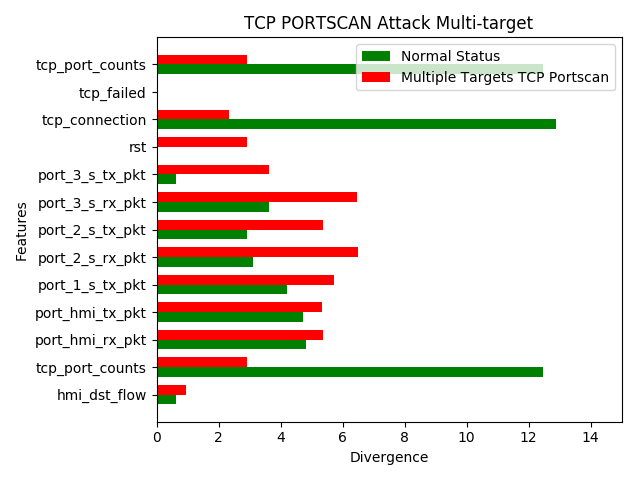 TCP PORTSCAN Attack Multi-target
Normal Status
Multiple Targets TCP Portscan
Features
tcp_port_counts
tcp_failed
tcp_connection
rst
port_3_s_tx_pkt
port_3_s_rx_pkt
port_2_s_tx_pkt
port_2_s_rx_pkt
port_1_s_tx_pkt
port_hmi_tx_pkt
port_hmi_rx_pkt
tcp_port_counts
hmi_dst_flow
0 2 4 6 8 10 12 14
Divergence